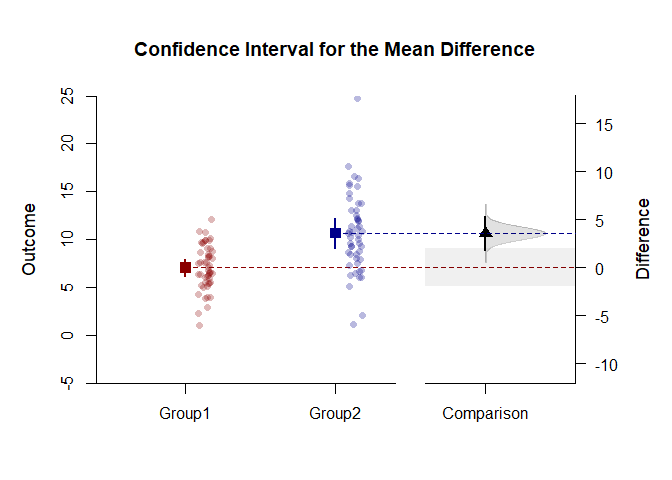 Confidence Interval for the Mean Difference
Outcome
25
20
15
10
5
0
-5
Group1
Group2
Comparison
15
10
5
0
-5
-10
Difference